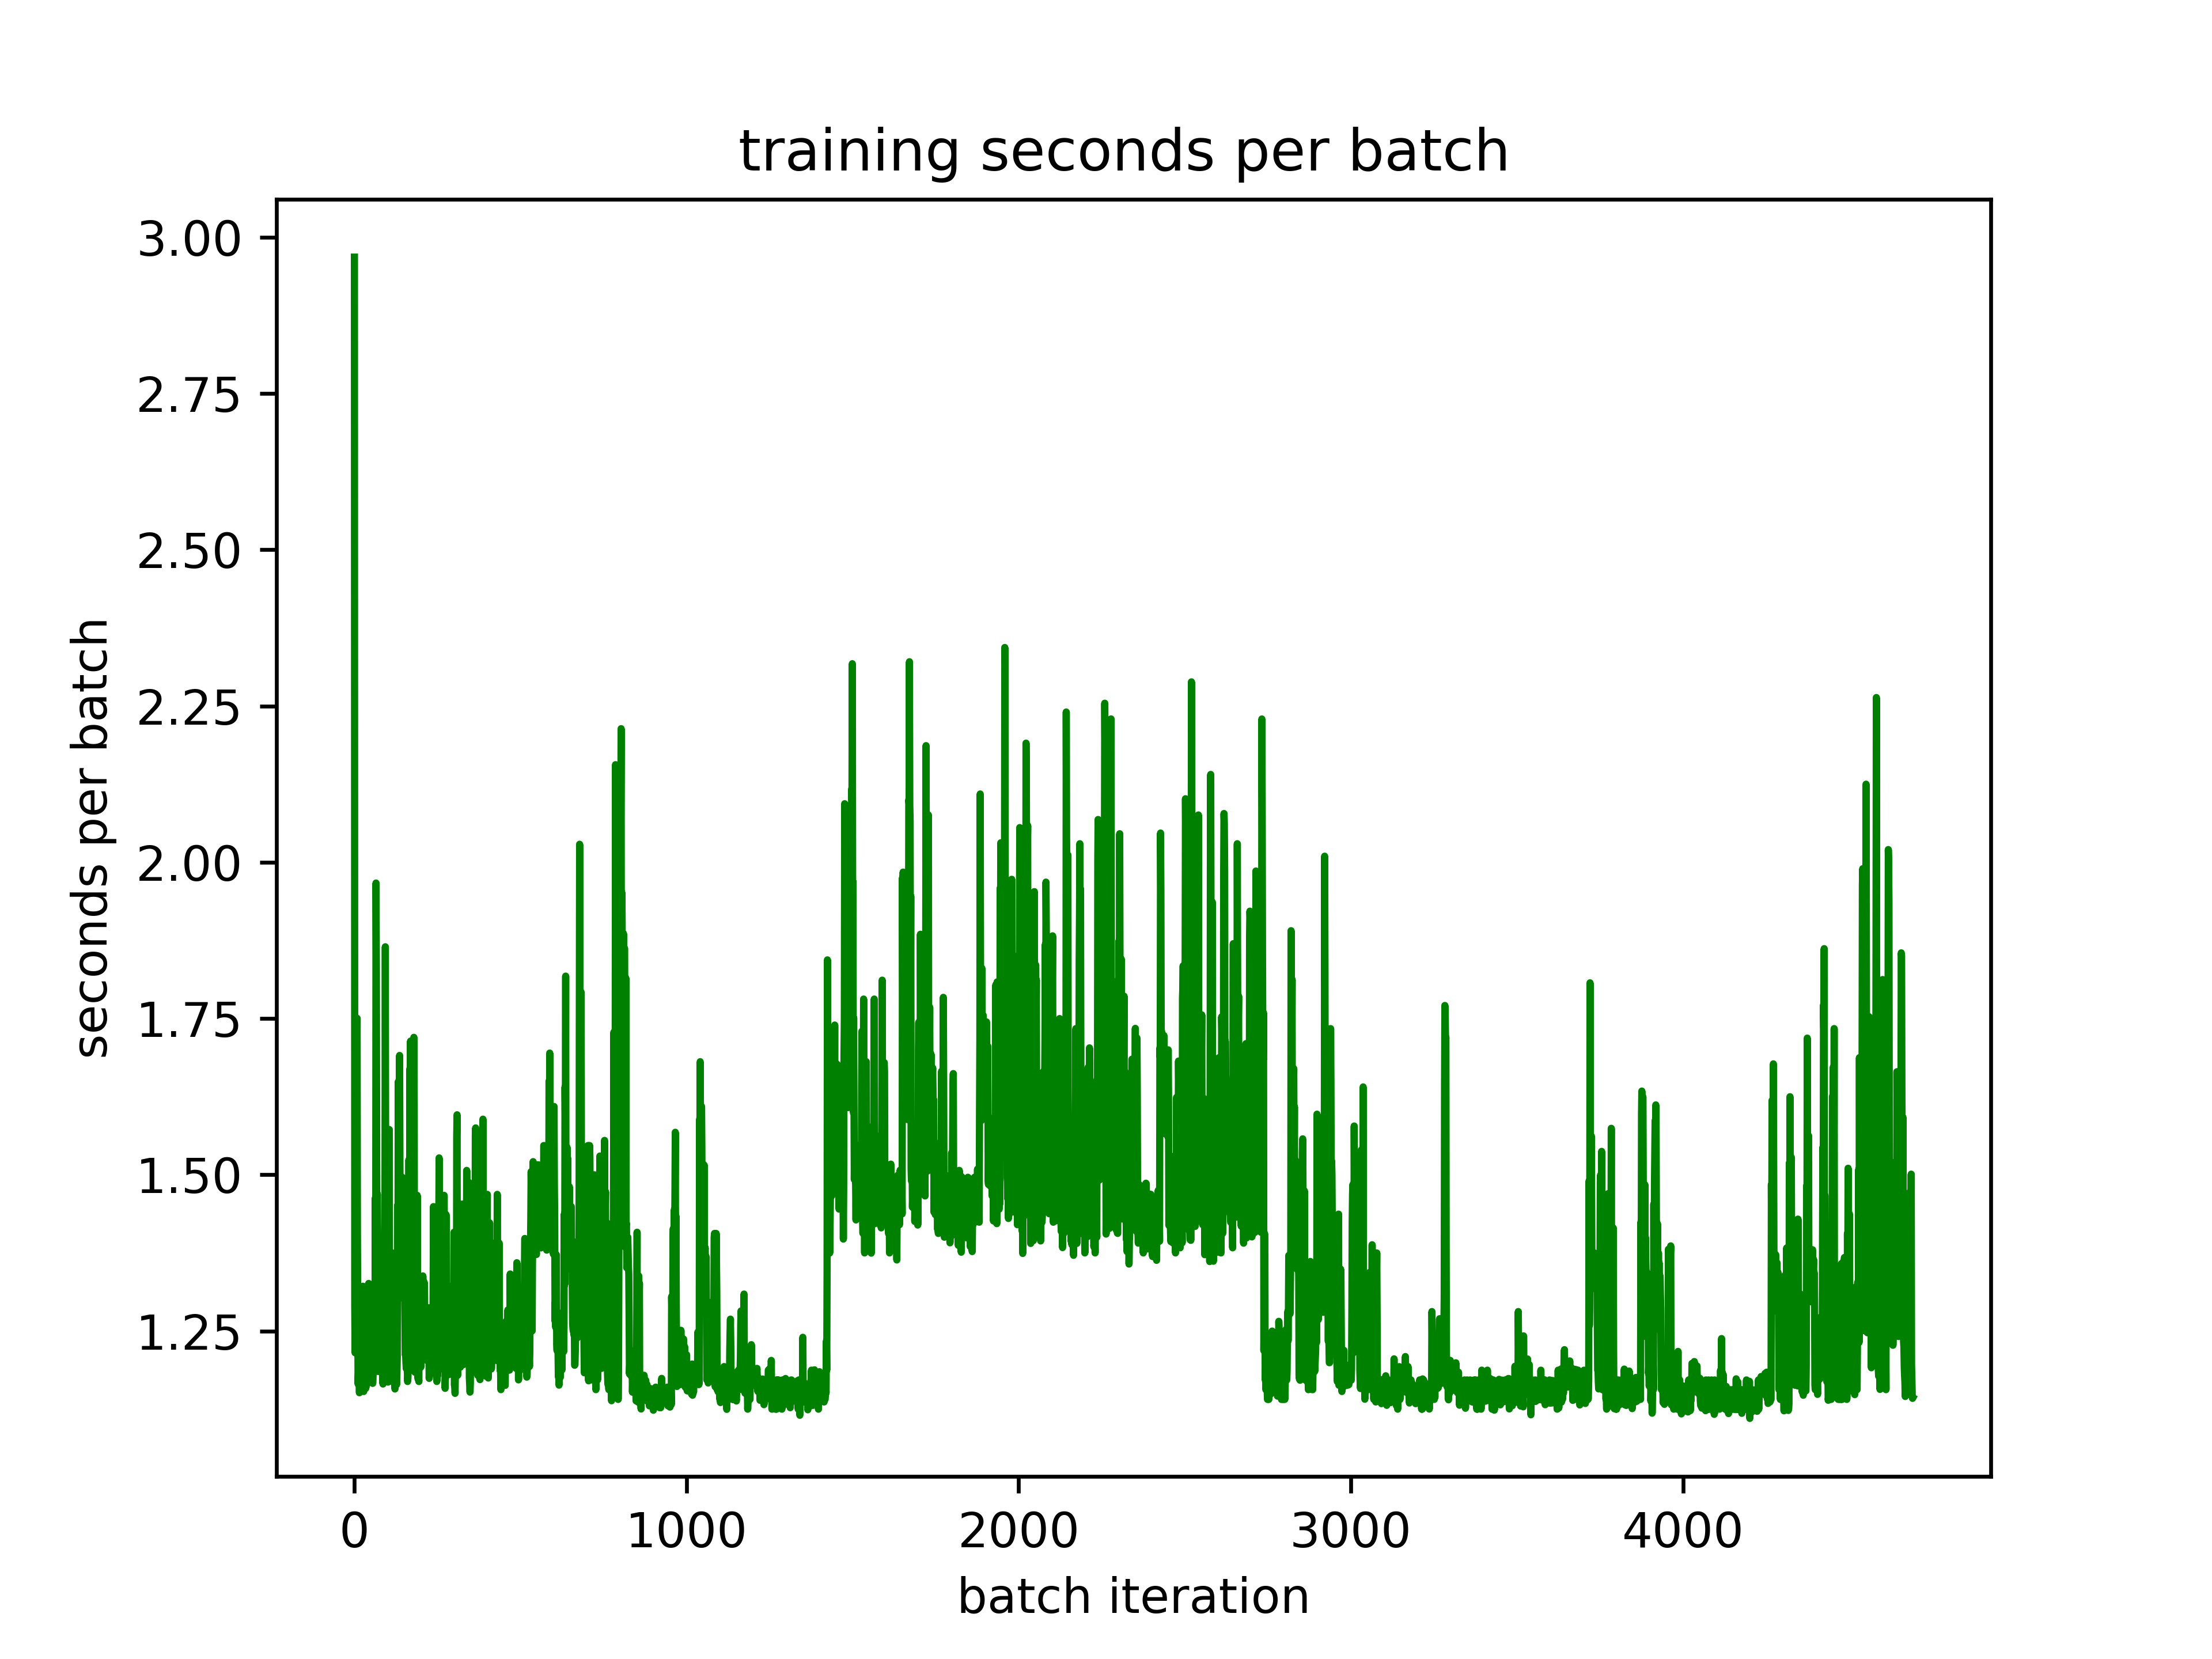 training seconds per batch
3.00
2.75
2.50
2.25
2.00
1.75
1.50
1.25
seconds per batch
0 1000 2000 3000 4000
batch iteration